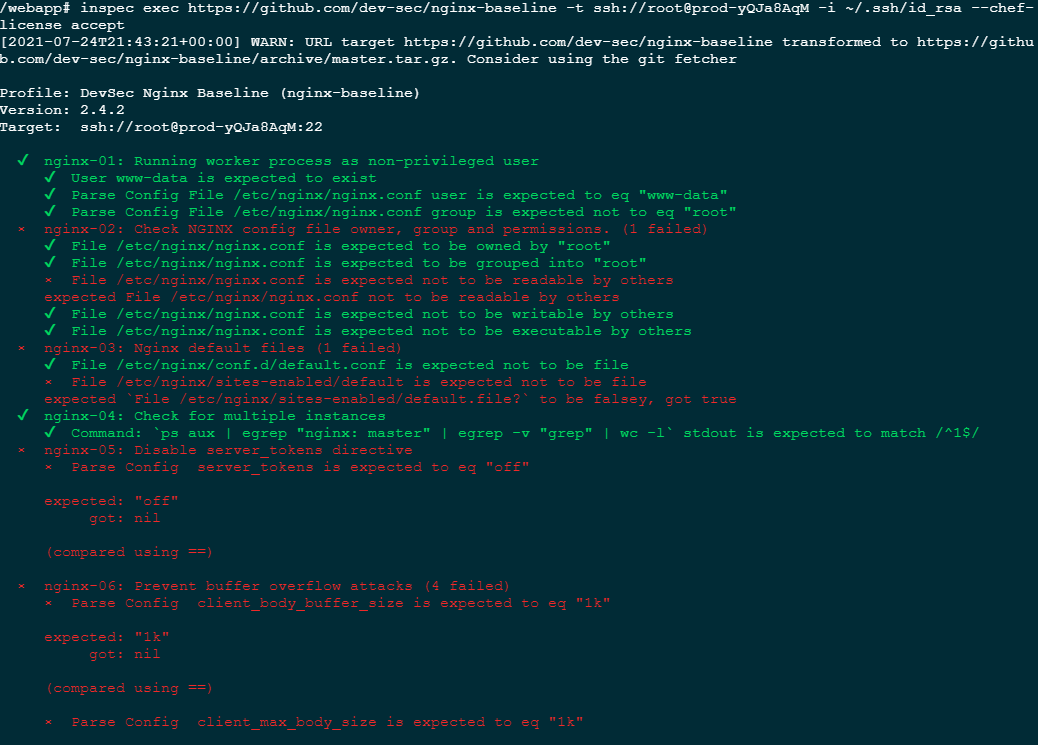 /webapp# inspec exec https://github.com/dev-sec/nginx-baseline -t ssh://root@prod-yQJa8AqM -i ~/.ssh/id_rsa --chef-
license accept
[2021-07-24T21:43:21+00:00] WARN: URL target https://github.com/dev-sec/nginx-baseline transformed to https://githu
b.com/dev-sec/nginx-baseline/archive/master.tar.gz. Consider using the git fetcher
Profile: DevSec Nginx Baseline (nginx-baseline)
Version: 2.4.2
Target:  ssh://root@prod-yQJa8AqM:22
✔  nginx-01: Running worker process as non-privileged user
✔  User www-data is expected to exist
✔  Parse Config File /etc/nginx/nginx.conf user is expected to eq "www-data"
✔  Parse Config File /etc/nginx/nginx.conf group is expected not to eq "root"
×  nginx-02: Check NGINX config file owner, group and permissions. (1 failed)
✔  File /etc/nginx/nginx.conf is expected to be owned by "root"
✔  File /etc/nginx/nginx.conf is expected to be grouped into "root"
×  File /etc/nginx/nginx.conf is expected not to be readable by others
expected File /etc/nginx/nginx.conf not to be readable by others
✔  File /etc/nginx/nginx.conf is expected not to be writable by others
✔  File /etc/nginx/nginx.conf is expected not to be executable by others
×  nginx-03: Nginx default files (1 failed)
✔  File /etc/nginx/conf.d/default.conf is expected not to be file
×  File /etc/nginx/sites-enabled/default is expected not to be file
expected `File /etc/nginx/sites-enabled/default.file?` to be falsey, got true
✔  nginx-04: Check for multiple instances
✔  Command: `ps aux | egrep "nginx: master" | egrep -v "grep" | wc -l` stdout is expected to match /^1$/
×  nginx-05: Disable server_tokens directive
×  Parse Config  server_tokens is expected to eq "off"
expected: "off"
got: nil
(compared using ==)
×  nginx-06: Prevent buffer overflow attacks (4 failed)
×  Parse Config  client_body_buffer_size is expected to eq "1k"
expected: "1k"
got: nil
(compared using ==)
×  Parse Config  client_max_body_size is expected to eq "1k"